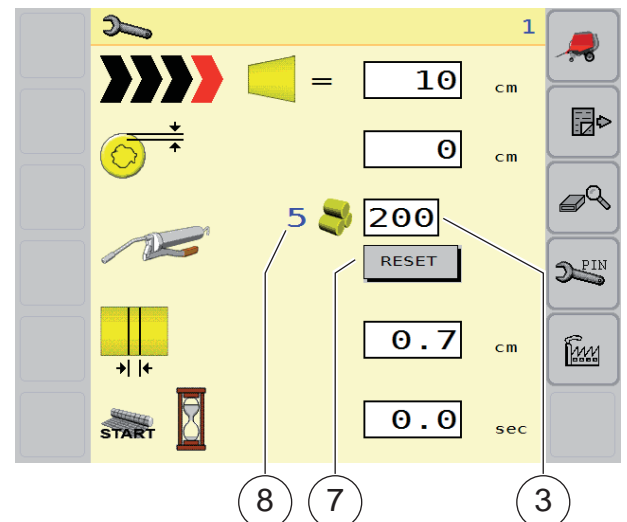 1
= 10 cm
0 cm
PIN
5 200
RESET
0.7 cm
START 0.0 sec
8 7 3